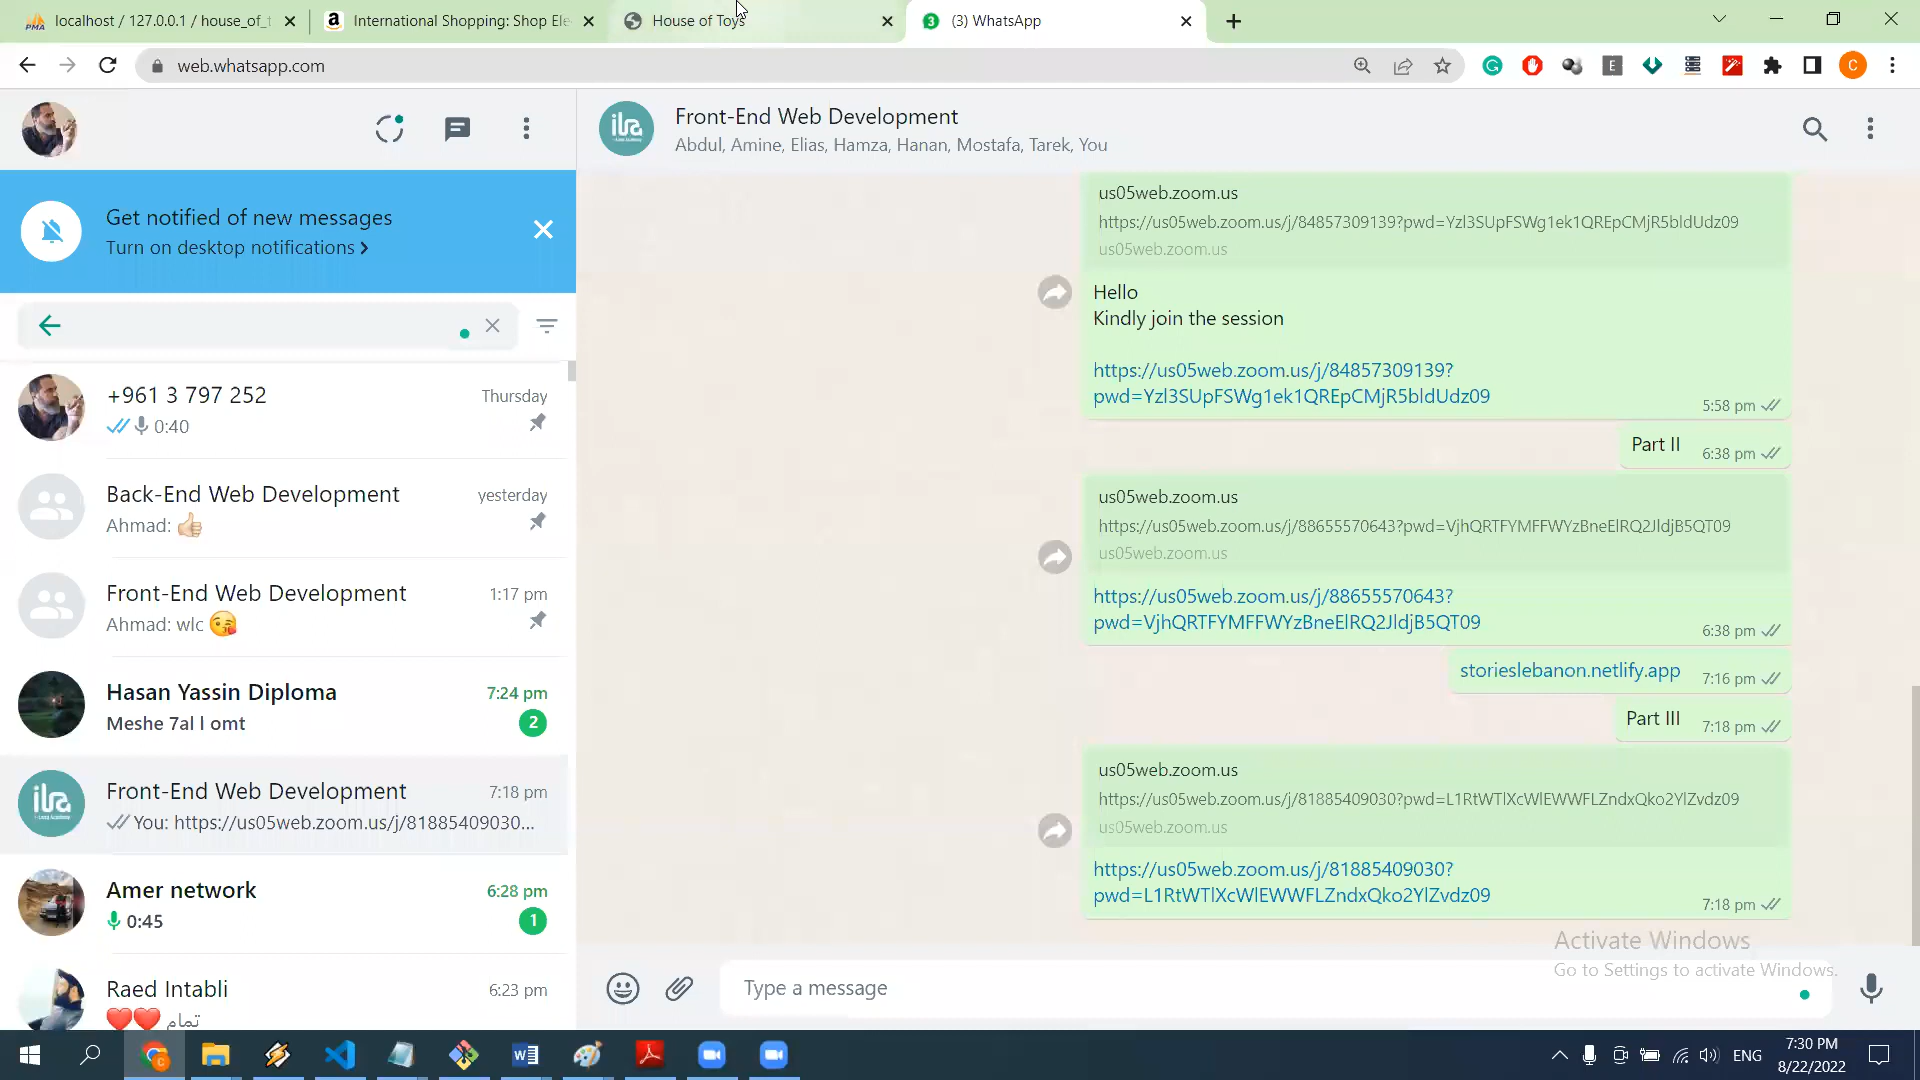 localhost / 127.0.0.1 / house_of_t
International Shopping: Shop Ele
House of Toys
(3) WhatsApp
web.whatsapp.com
Front-End Web Development
Abdul, Amine, Elias, Hamza, Hanan, Mostafa, Tarek, You
Get notified of new messages
Turn on desktop notifications
+961 3 797 252
Thursday
0:40
Back-End Web Development
yesterday
Ahmad: 👍🏻
Front-End Web Development
1:17 pm
Ahmad: wlc 😘
Hasan Yassin Diploma
7:24 pm
Meshe 7al l omt
2
Front-End Web Development
7:18 pm
You: https://us05web.zoom.us/j/81885409030...
Amer network
6:28 pm
0:45
1
Raed Intabli
6:23 pm
❤️❤️ تمام
us05web.zoom.us
https://us05web.zoom.us/j/84857309139?pwd=Yzl3SUpFSWg1ek1QREpCMjR5bldUdz09
us05web.zoom.us
Hello
Kindly join the session
https://us05web.zoom.us/j/84857309139?
pwd=Yzl3SUpFSWg1ek1QREpCMjR5bldUdz09
5:58 pm
Part II
6:38 pm
us05web.zoom.us
https://us05web.zoom.us/j/88655570643?pwd=VjhQRTFYMFFWYzBneElRQ2JldjB5QT09
us05web.zoom.us
https://us05web.zoom.us/j/88655570643?
pwd=VjhQRTFYMFFWYzBneElRQ2JldjB5QT09
6:38 pm
storieslebanon.netlify.app
7:16 pm
Part III
7:18 pm
us05web.zoom.us
https://us05web.zoom.us/j/81885409030?pwd=L1RtWTlXcWlEWWFLZndxQko2YlZvdz09
us05web.zoom.us
https://us05web.zoom.us/j/81885409030?
pwd=L1RtWTlXcWlEWWFLZndxQko2YlZvdz09
7:18 pm
Activate Windows
Go to Settings to activate Windows.
Type a message
ENG
7:30 PM
8/22/2022